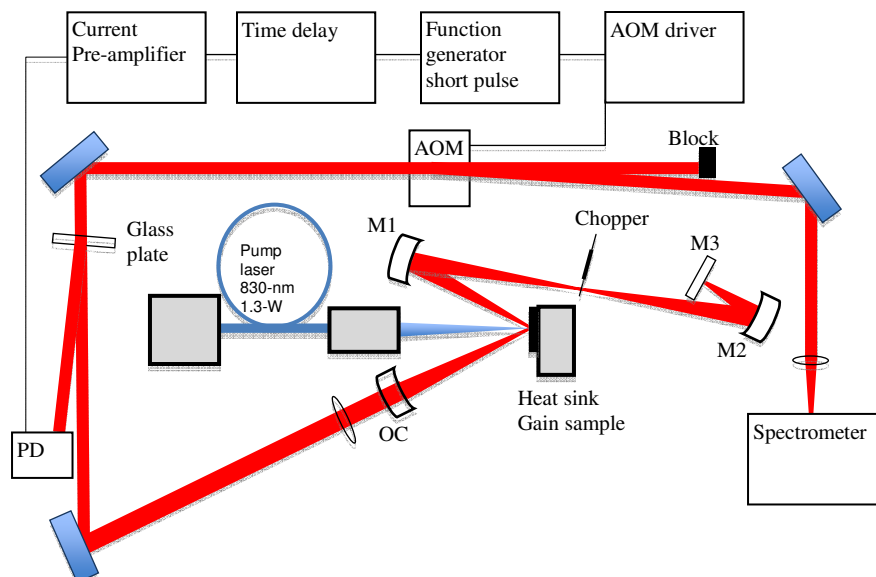 Current
Pre-amplifier
Time delay
Function
generator
short pulse
AOM driver
AOM
Block
Glass
plate
Pump
laser
830-nm
1.3-W
M1
Chopper
M3
M2
Heat sink
Gain sample
OC
PD
Spectrometer